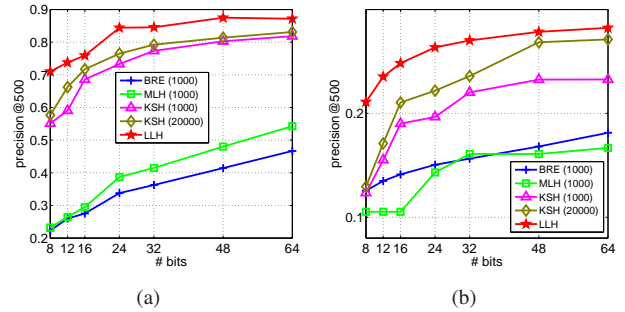 0.9
0.8
0.7
0.6
0.5
0.4
0.3
0.2
precision@500
BRE (1000)
MLH (1000)
KSH (1000)
KSH (20000)
LLH
8 12 16 24 32 48 64
# bits
(a)
0.2
0.1
precision@500
BRE (1000)
MLH (1000)
KSH (1000)
KSH (20000)
LLH
8 12 16 24 32 48 64
# bits
(b)